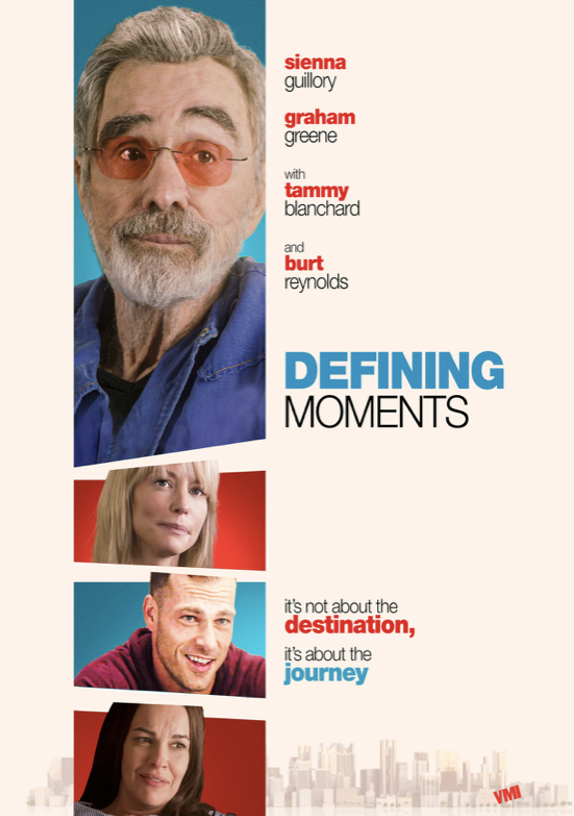 sienna
guillory
graham
greene
with
tammy
blanchard
and
burt
reynolds
DEFINING
MOMENTS
it's not about the
destination,
it's about the
journey
VMI